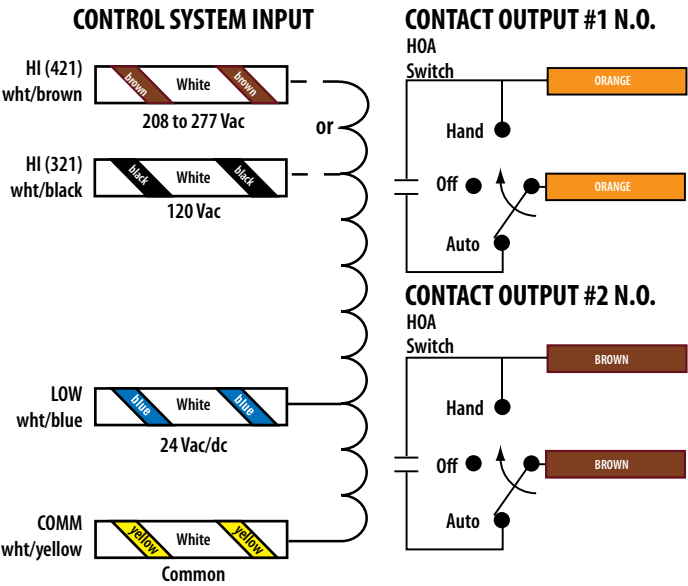 CONTROL SYSTEM INPUT
HI (421)
wht/brown
brown
White
brown
208 to 277 Vac
or
HI (321)
wht/black
black
White
black
120 Vac
LOW
wht/blue
blue
White
blue
24 Vac/dc
COMM
wht/yellow
yellow
White
yellow
Common
CONTACT OUTPUT #1 N.O.
HOA
Switch
ORANGE
Hand
Off
ORANGE
Auto
CONTACT OUTPUT #2 N.O.
HOA
Switch
BROWN
Hand
Off
BROWN
Auto